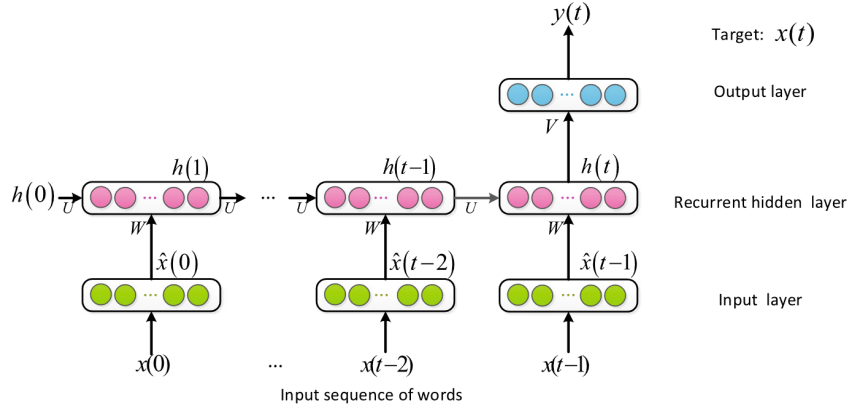 y(t)
Target: x(t)
Output layer
V
h(1) h(t−1) h(t)
h(0) U U ... U U Recurrent hidden layer
W W W
x̂(0) x̂(t−2) x̂(t−1)
Input layer
x(0) ... x(t−2) x(t−1)
Input sequence of words